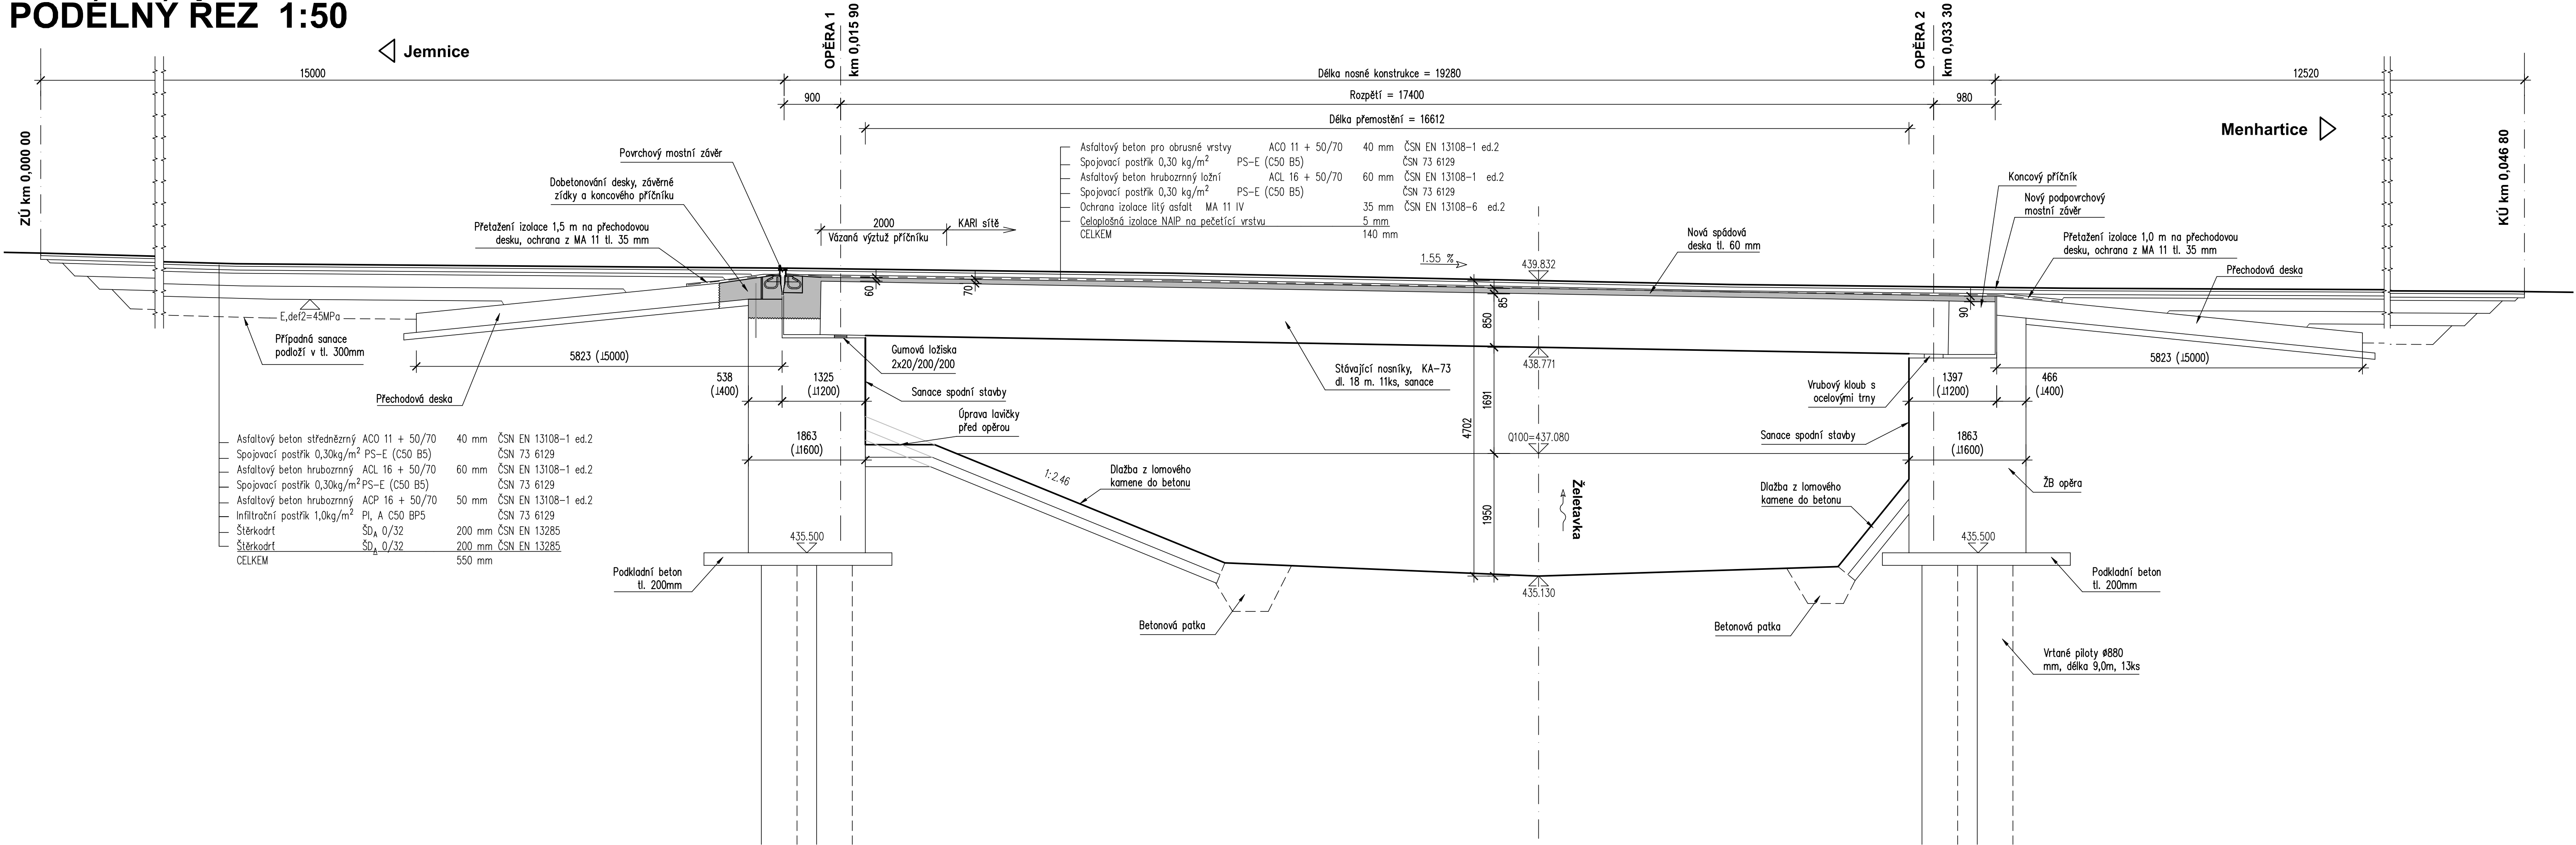 PODÉLNÝ ŘEZ 1:50
Jemnice
OPĚRA 1
km 0,015 90
OPĚRA 2
km 0,033 30
15000
Délka nosné konstrukce = 19280
12520
900
Rozpětí = 17400
980
Délka přemostění = 16612
Menhartice
ZÚ km 0,000 00
KÚ km 0,046 80
Povrchový mostní závěr
Dobetonování desky, závěrné
zídky a koncového příčníku
Přetažení izolace 1,5 m na přechodovou
desku, ochrana z MA 11 tl. 35 mm
2000
KARI sítě
Vázaná výztuž příčníku
Asfaltový beton pro obrusné vrstvy ACO 11 + 50/70 40 mm ČSN EN 13108-1 ed.2
Spojovací postřik 0,30 kg/m² PS-E (C50 B5) ČSN 73 6129
Asfaltový beton hrubozrnný ložní ACL 16 + 50/70 60 mm ČSN EN 13108-1 ed.2
Spojovací postřik 0,30 kg/m² PS-E (C50 B5) ČSN 73 6129
Ochrana izolace litý asfalt MA 11 IV 35 mm ČSN EN 13108-6 ed.2
Celoplošná izolace NAIP na pečetící vrstvu 5 mm
CELKEM 140 mm
Koncový příčník
Nový podpovrchový
mostní závěr
Přetažení izolace 1,0 m na přechodovou
desku, ochrana z MA 11 tl. 35 mm
Přechodová deska
Nová spádová
deska tl. 60 mm
1.55 %
439.832
60
70
85
90
850
E,def2=45MPa
Případná sanace
podloží v tl. 300mm
5823 (⊥5000)
Přechodová deska
538
(⊥400)
1325
(⊥1200)
1863
(⊥1600)
Gumová ložiska
2x20/200/200
Sanace spodní stavby
Úprava lavičky
před opěrou
Stávající nosníky, KA-73
dl. 18 m. 11ks, sanace
438.771
1691
4702
Q100=437.080
1950
Želetavka
435.130
Vrubový kloub s
ocelovými trny
Sanace spodní stavby
1397
(⊥1200)
466
(⊥400)
5823 (⊥5000)
1863
(⊥1600)
ŽB opěra
1:2.46
Dlažba z lomového
kamene do betonu
Dlažba z lomového
kamene do betonu
Asfaltový beton střednězrný ACO 11 + 50/70 40 mm ČSN EN 13108-1 ed.2
Spojovací postřik 0,30kg/m² PS-E (C50 B5) ČSN 73 6129
Asfaltový beton hrubozrnný ACL 16 + 50/70 60 mm ČSN EN 13108-1 ed.2
Spojovací postřik 0,30kg/m² PS-E (C50 B5) ČSN 73 6129
Asfaltový beton hrubozrnný ACP 16 + 50/70 50 mm ČSN EN 13108-1 ed.2
Infiltrační postřik 1,0kg/m² PI, A C50 BP5 ČSN 73 6129
Štěrkodrť ŠDA 0/32 200 mm ČSN EN 13285
Štěrkodrť ŠDA 0/32 200 mm ČSN EN 13285
CELKEM 550 mm
435.500
435.500
Podkladní beton
tl. 200mm
Podkladní beton
tl. 200mm
Betonová patka
Betonová patka
Vrtané piloty ø880
mm, délka 9,0m, 13ks